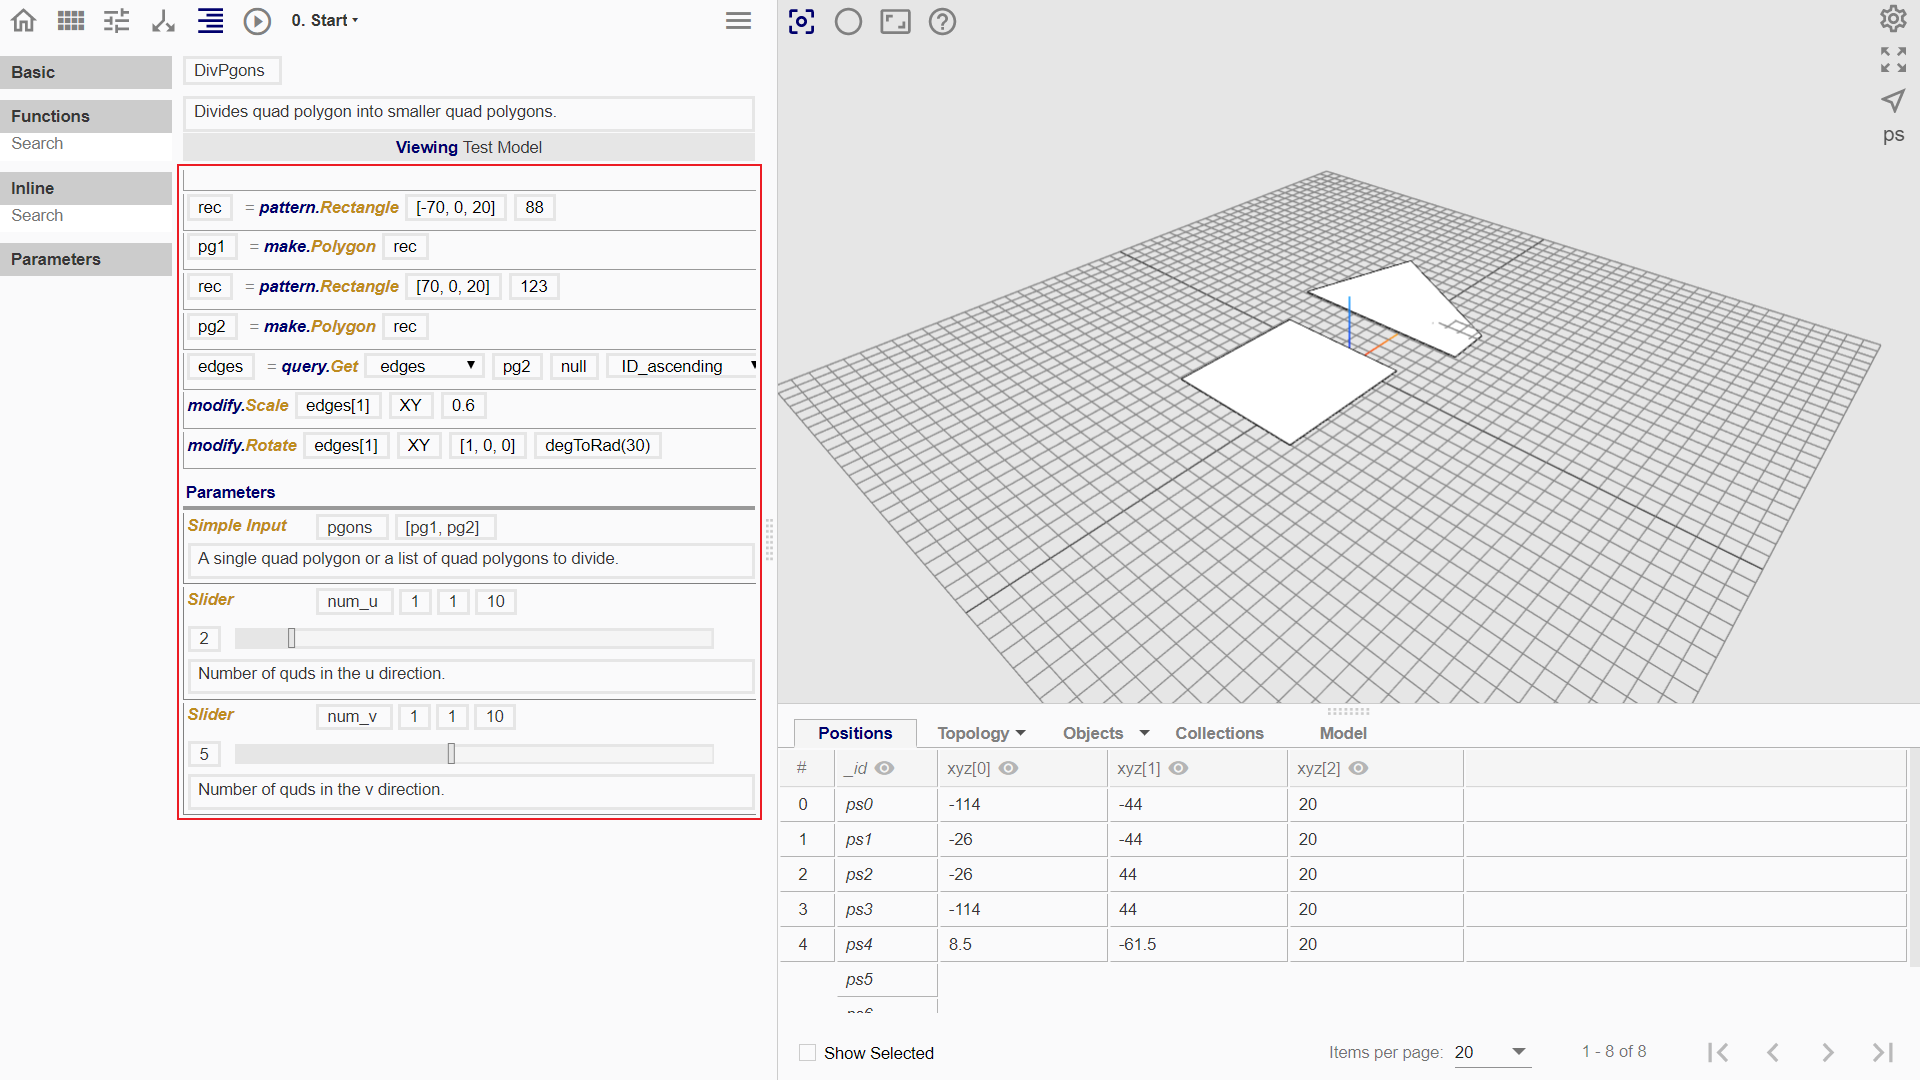 0. Start
Basic
Functions
Search
Inline
Search
Parameters
DivPgons
Divides quad polygon into smaller quad polygons.
Viewing Test Model
rec = pattern.Rectangle [-70, 0, 20] 88
pg1 = make.Polygon rec
rec = pattern.Rectangle [70, 0, 20] 123
pg2 = make.Polygon rec
edges = query.Get edges pg2 null ID_ascending
modify.Scale edges[1] XY 0.6
modify.Rotate edges[1] XY [1, 0, 0] degToRad(30)
Parameters
Simple Input pgons [pg1, pg2]
A single quad polygon or a list of quad polygons to divide.
Slider num_u 1 1 10
2
Number of quds in the u direction.
Slider num_v 1 1 10
5
Number of quds in the v direction.
ps
Positions Topology Objects Collections Model
# _id xyz[0] xyz[1] xyz[2]
0 ps0 -114 -44 20
1 ps1 -26 -44 20
2 ps2 -26 44 20
3 ps3 -114 44 20
4 ps4 8.5 -61.5 20
ps5
Show Selected
Items per page: 20 1 - 8 of 8